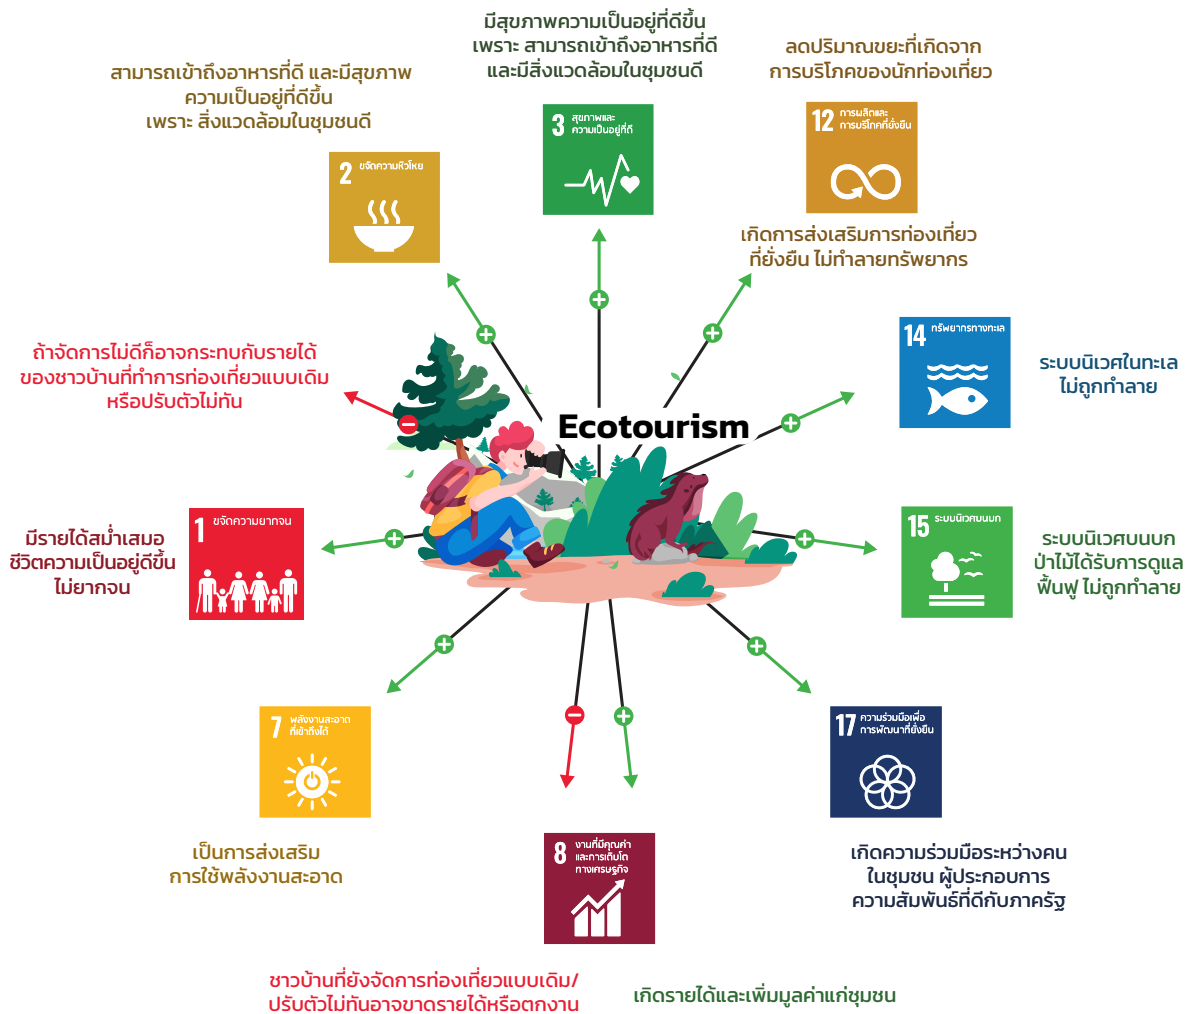 มีสุขภาพความเป็นอยู่ที่ดีขึ้น
เพราะ สามารถเข้าถึงอาหารที่ดี
และมีสิ่งแวดล้อมในชุมชนดี
ลดปริมาณขยะที่เกิดจาก
การบริโภคของนักท่องเที่ยว
สามารถเข้าถึงอาหารที่ดี และมีสุขภาพ
ความเป็นอยู่ที่ดีขึ้น
เพราะ สิ่งแวดล้อมในชุมชนดี
3 สุขภาพและ
ความเป็นอยู่ที่ดี
12 การผลิตและ
การบริโภคที่ยั่งยืน
2 ขจัดความหิวโหย
เกิดการส่งเสริมการท่องเที่ยว
ที่ยั่งยืน ไม่ทำลายทรัพยากร
14 ทรัพยากรทางทะเล
ระบบนิเวศในทะเล
ไม่ถูกทำลาย
ถ้าจัดการไม่ดีก็อาจกระทบกับรายได้
ของชาวบ้านที่ทำการท่องเที่ยวแบบเดิม
หรือปรับตัวไม่ทัน
Ecotourism
1 ขจัดความยากจน
มีรายได้สม่ำเสมอ
ชีวิตความเป็นอยู่ดีขึ้น
ไม่ยากจน
15 ระบบนิเวศบนบก
ระบบนิเวศบนบก
ป่าไม้ได้รับการดูแล
ฟื้นฟู ไม่ถูกทำลาย
7 พลังงานสะอาด
ที่เข้าถึงได้
17 ความร่วมมือเพื่อ
การพัฒนาที่ยั่งยืน
เป็นการส่งเสริม
การใช้พลังงานสะอาด
8 งานที่มีคุณค่า
และการเติบโต
ทางเศรษฐกิจ
เกิดความร่วมมือระหว่างคน
ในชุมชน ผู้ประกอบการ
ความสัมพันธ์ที่ดีกับภาครัฐ
ชาวบ้านที่ยังจัดการท่องเที่ยวแบบเดิม/
ปรับตัวไม่ทันอาจขาดรายได้หรือตกงาน
เกิดรายได้และเพิ่มมูลค่าแก่ชุมชน